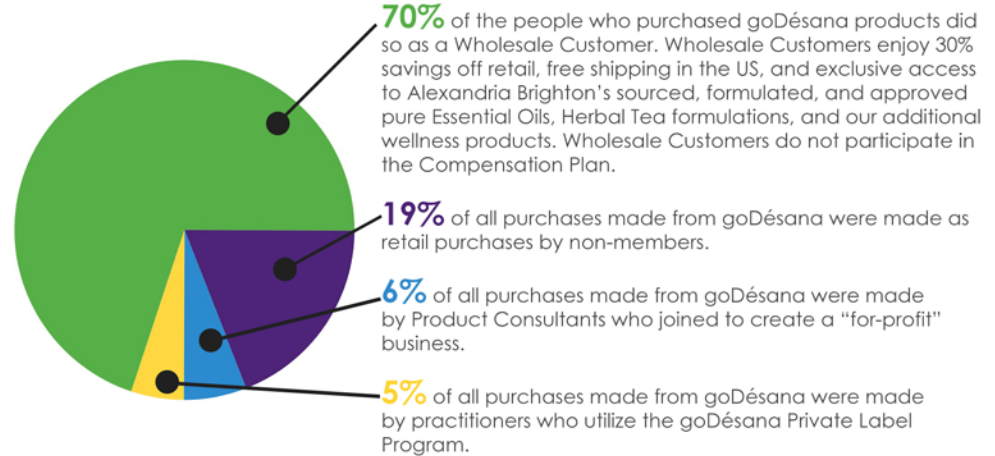 70% of the people who purchased goDésana products did
so as a Wholesale Customer. Wholesale Customers enjoy 30%
savings off retail, free shipping in the US, and exclusive access
to Alexandria Brighton’s sourced, formulated, and approved
pure Essential Oils, Herbal Tea formulations, and our additional
wellness products. Wholesale Customers do not participate in
the Compensation Plan.
19% of all purchases made from goDésana were made as
retail purchases by non-members.
6% of all purchases made from goDésana were made
by Product Consultants who joined to create a “for-profit”
business.
5% of all purchases made from goDésana were made
by practitioners who utilize the goDésana Private Label
Program.